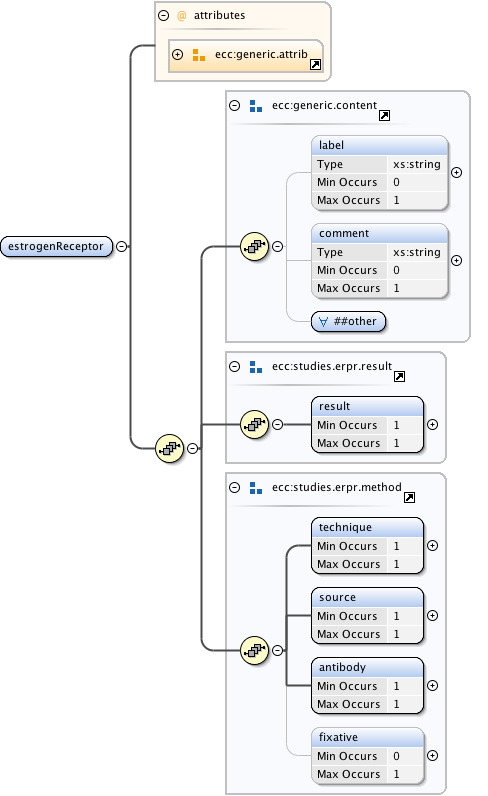 @ attributes
ecc:generic.attrib
ecc:generic.content
label
Type xs:string
Min Occurs 0
Max Occurs 1
estrogenReceptor
comment
Type xs:string
Min Occurs 0
Max Occurs 1
∀ ##other
ecc:studies.erpr.result
result
Min Occurs 1
Max Occurs 1
ecc:studies.erpr.method
technique
Min Occurs 1
Max Occurs 1
source
Min Occurs 1
Max Occurs 1
antibody
Min Occurs 1
Max Occurs 1
fixative
Min Occurs 0
Max Occurs 1